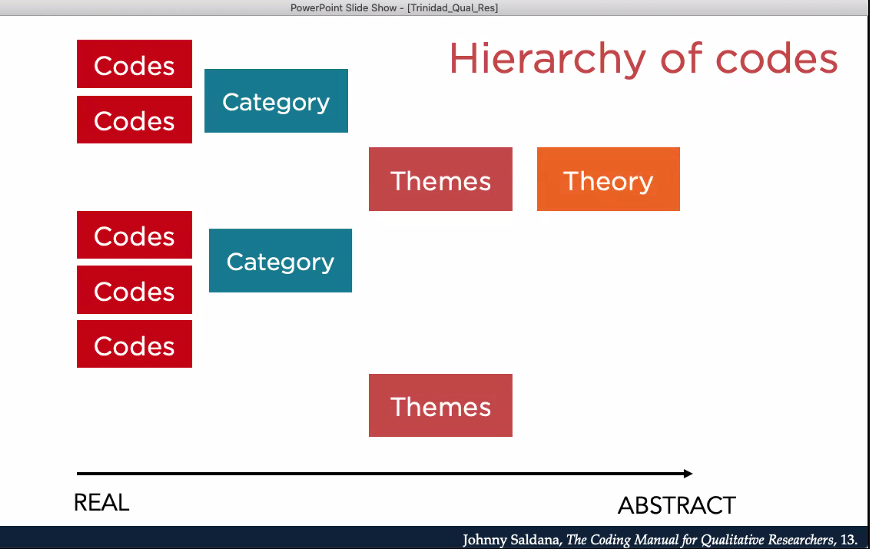 PowerPoint Slide Show - [Trinidad_Qual_Res]
Hierarchy of codes
Codes
Codes
Category
Themes
Theory
Codes
Codes
Codes
Category
Themes
REAL
ABSTRACT
Johnny Saldana, The Coding Manual for Qualitative Researchers, 13.